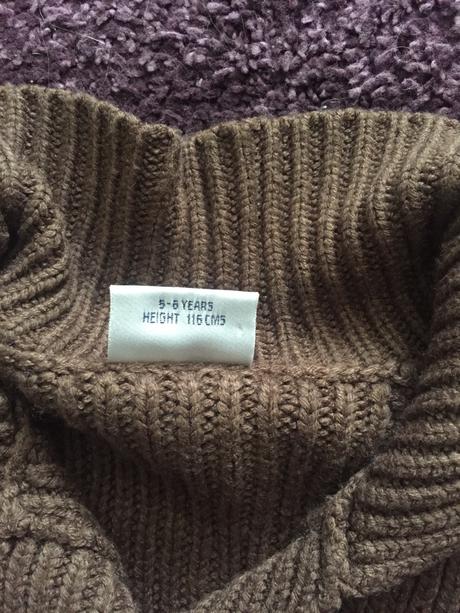 5-6 YEARS
HEIGHT 116 CMS